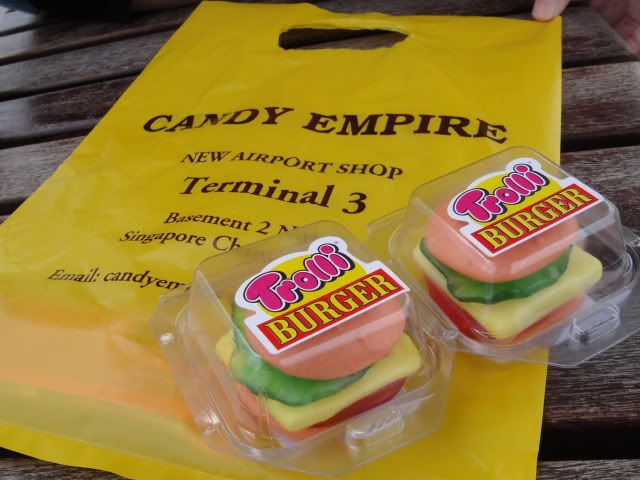 CANDY EMPIRE
NEW AIRPORT SHOP
Terminal 3
Basement 2
Singapore
Email:
Trolli
BURGER
Trolli
BURGER